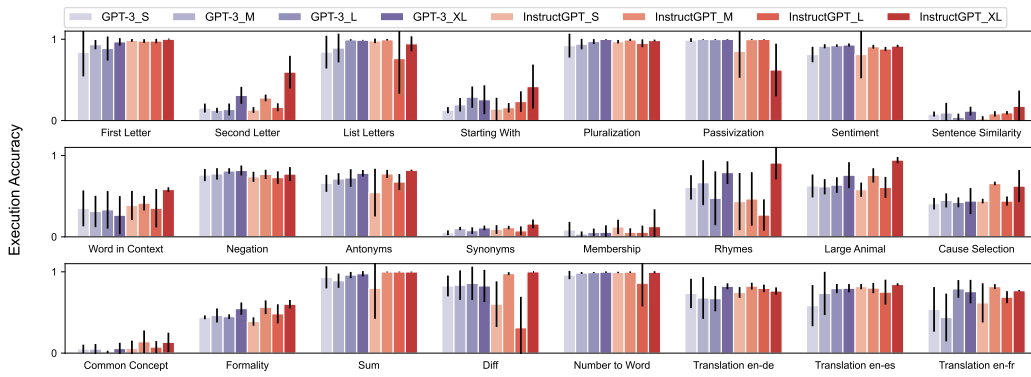 GPT-3_S GPT-3_M GPT-3_L GPT-3_XL InstructGPT_S InstructGPT_M InstructGPT_L InstructGPT_XL
Execution Accuracy
1
0
First Letter Second Letter List Letters Starting With Pluralization Passivization Sentiment Sentence Similarity
1
0
Word in Context Negation Antonyms Synonyms Membership Rhymes Large Animal Cause Selection
1
0
Common Concept Formality Sum Diff Number to Word Translation en-de Translation en-es Translation en-fr